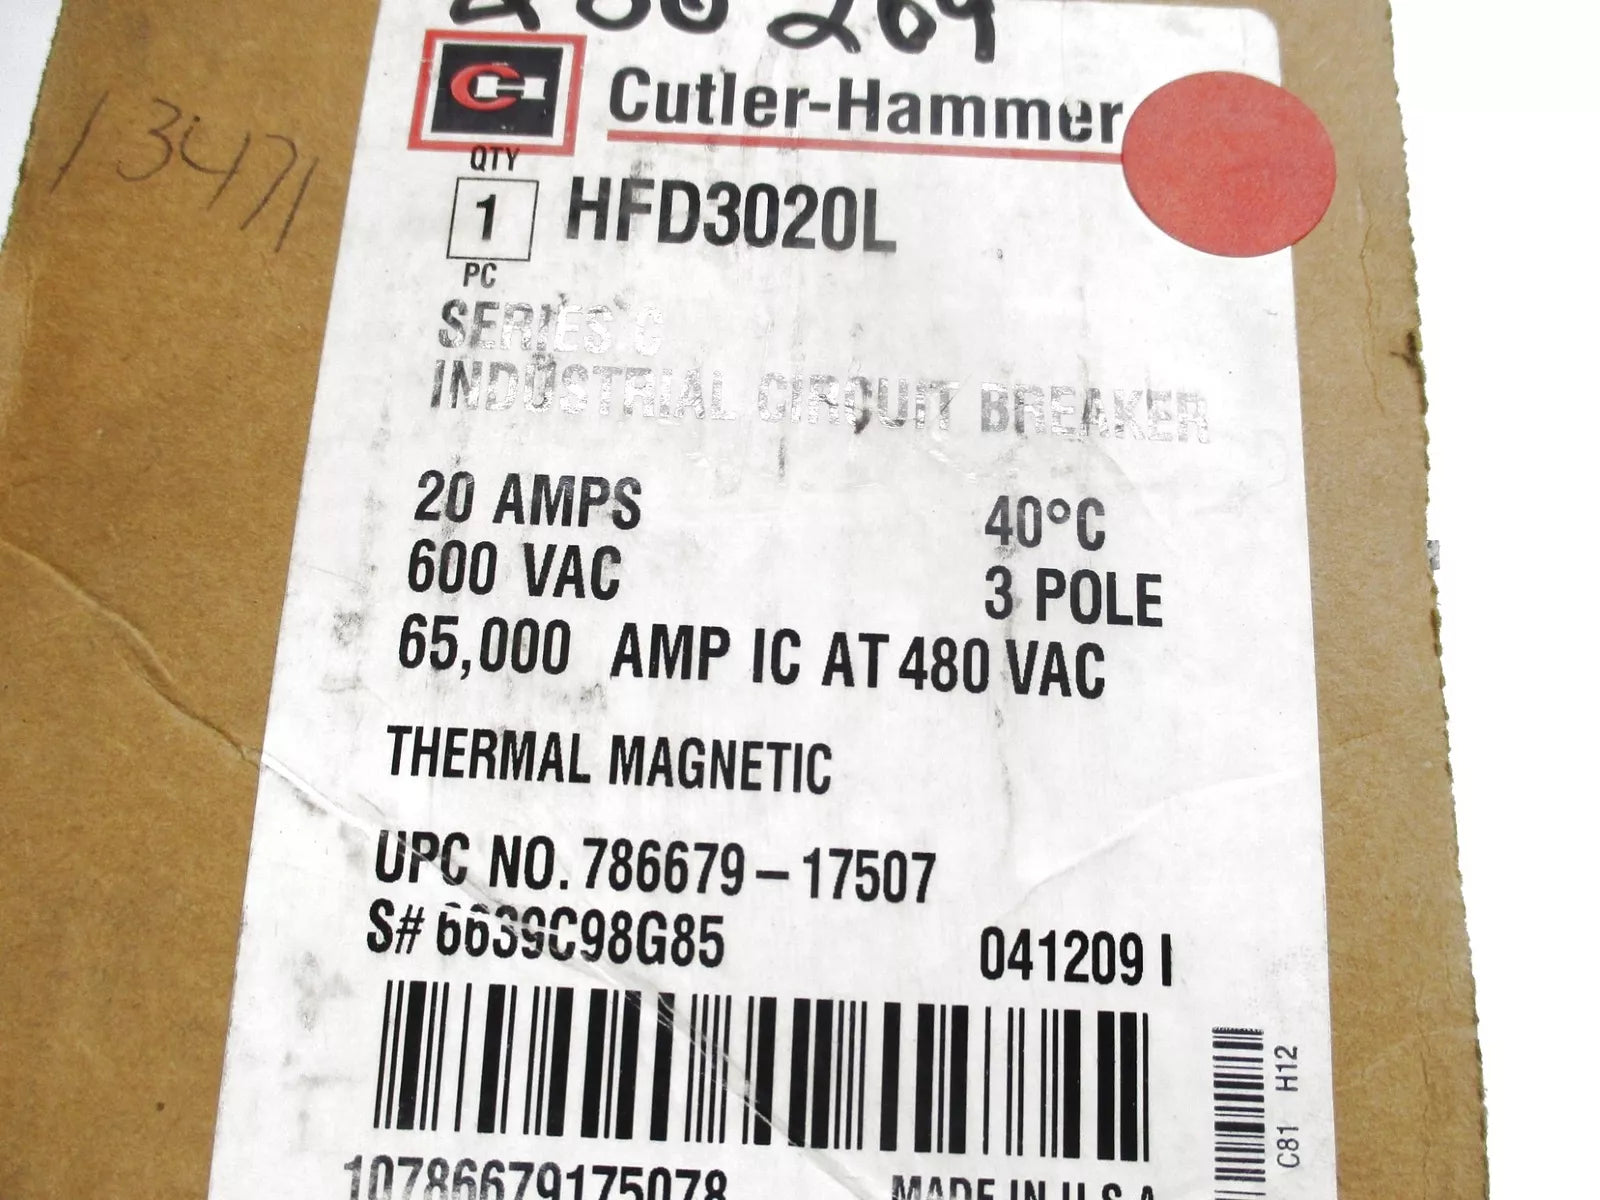 269
Cutler-Hammer
13471
QTY
1
PC
HFD3020L
SERIES C
INDUSTRIAL CIRCUIT BREAKER
20 AMPS 40°C
600 VAC 3 POLE
65,000 AMP IC AT 480 VAC
THERMAL MAGNETIC
UPC NO. 786679-17507
S# 6639C98G85 041209 I
C81 H12
10786679175078 MADE IN U.S.A.